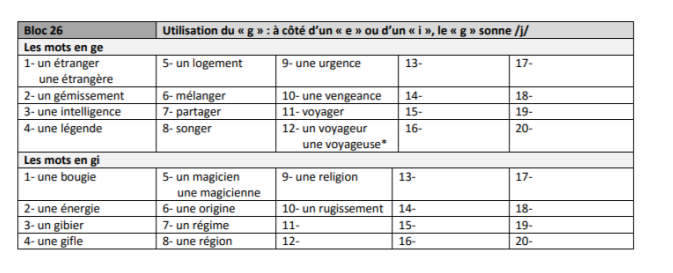 Bloc 26 Utilisation du « g » : à côté d'un « e » ou d'un « i », le « g » sonne /j/
Les mots en ge
1- un étranger 5- un logement 9- une urgence 13- 17-
une étrangère
2- un gémissement 6- mélanger 10- une vengeance 14- 18-
3- une intelligence 7- partager 11- voyager 15- 19-
4- une légende 8- songer 12- un voyageur 16- 20-
une voyageuse*
Les mots en gi
1- une bougie 5- un magicien 9- une religion 13- 17-
une magicienne
2- une énergie 6- une origine 10- un rugissement 14- 18-
3- un gibier 7- un régime 11- 15- 19-
4- une gifle 8- une région 12- 16- 20-